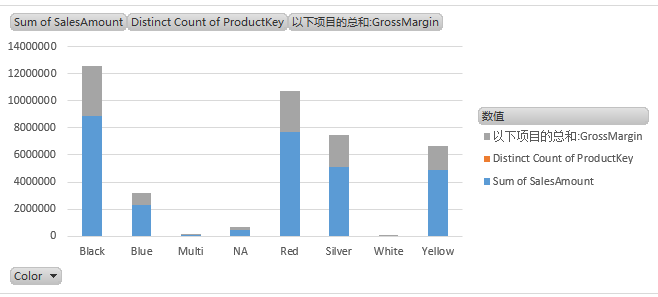 Sum of SalesAmount Distinct Count of ProductKey 以下项目的总和:GrossMargin
14000000
12000000
10000000
8000000
6000000
4000000
2000000
0
Black Blue Multi NA Red Silver White Yellow
数值
以下项目的总和:GrossMargin
Distinct Count of ProductKey
Sum of SalesAmount
Color